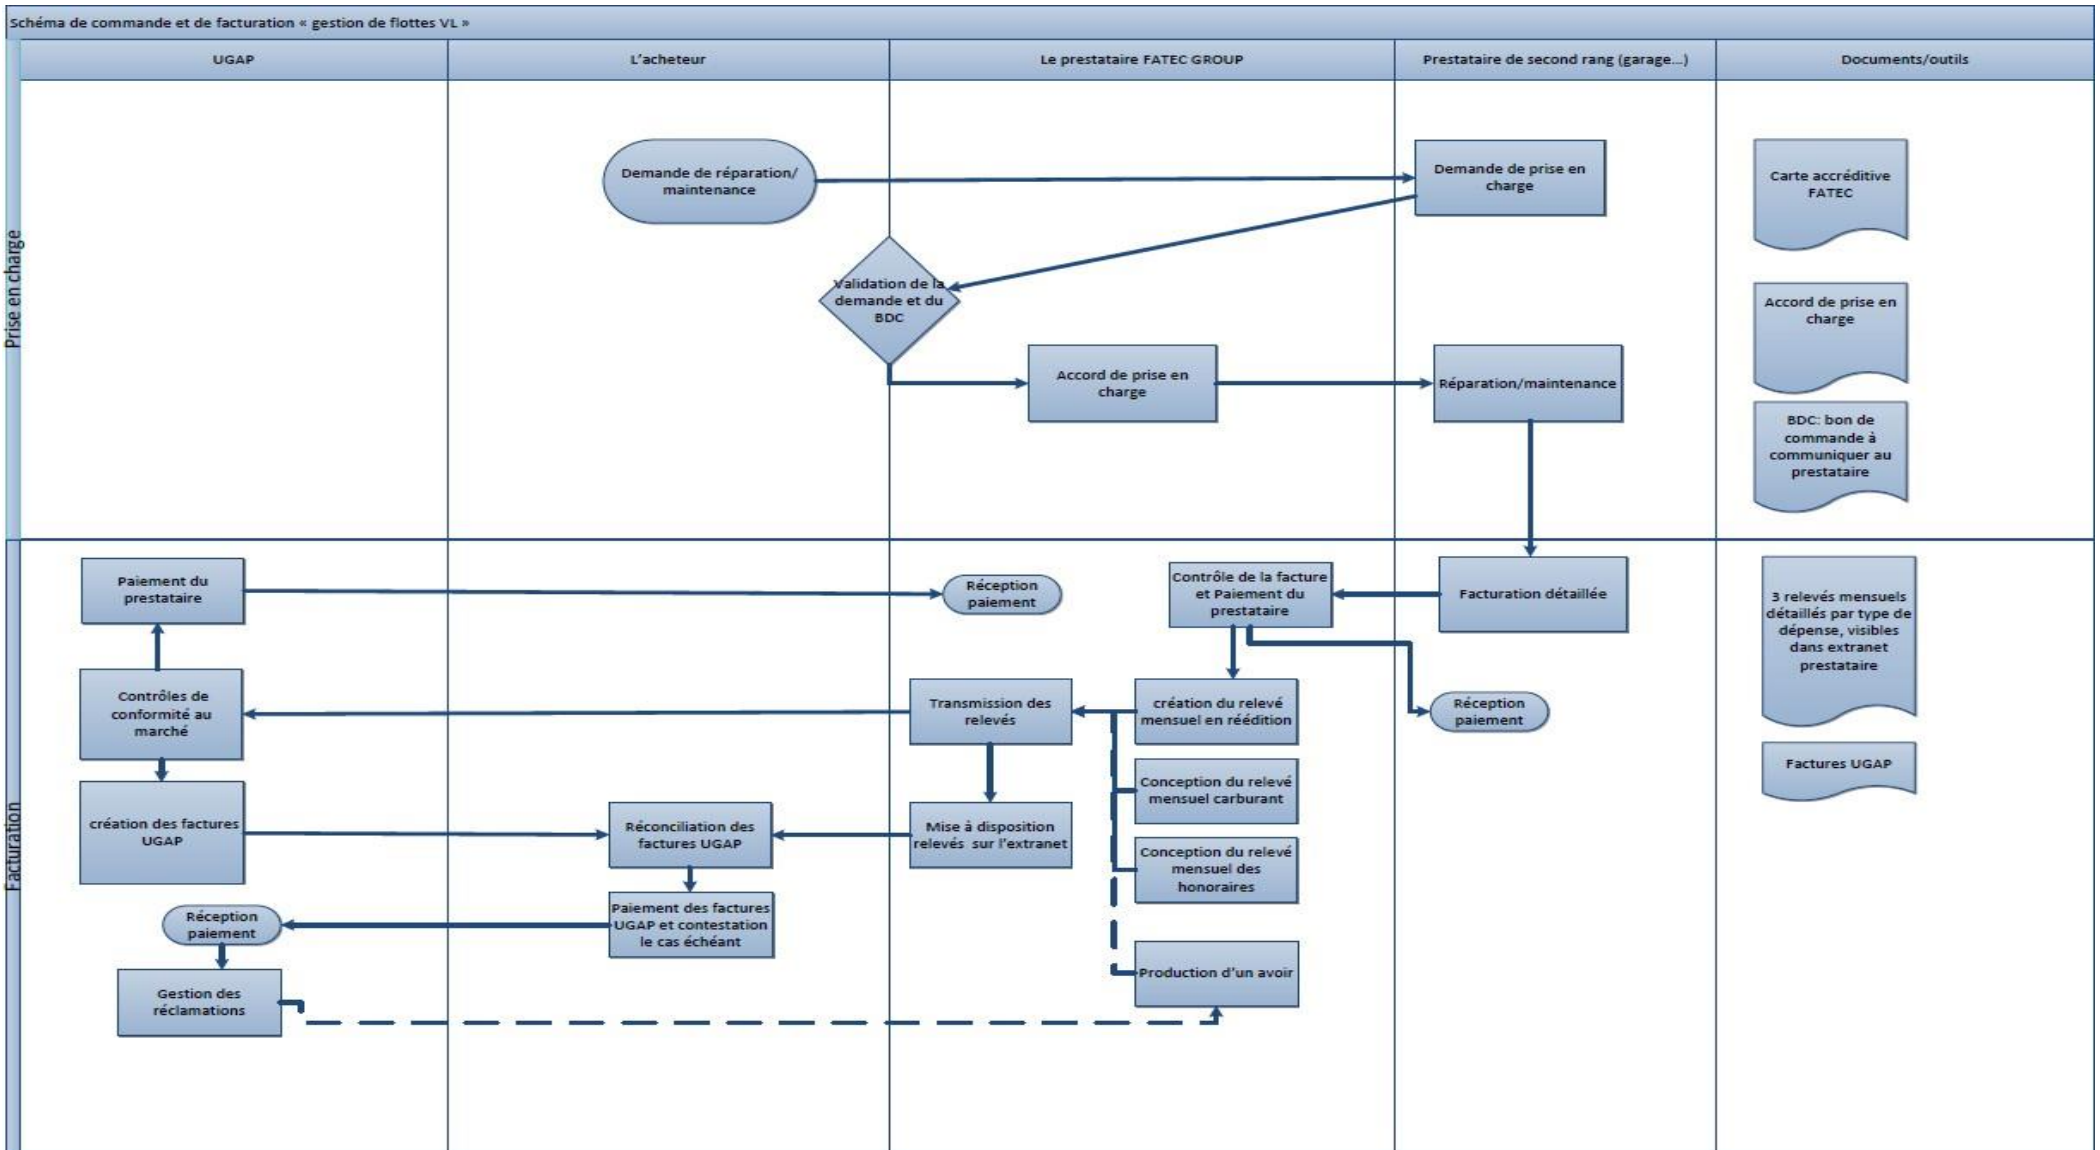 Schéma de commande et de facturation « gestion de flottes VL »
UGAP
L'acheteur
Le prestataire FATEC GROUP
Prestataire de second rang (garage...)
Documents/outils
Prise en charge
Demande de réparation/
maintenance
Demande de prise en
charge
Carte accréditive
FATEC
Validation de la
demande et du
BDC
Accord de prise en
charge
Accord de prise en
charge
Réparation/maintenance
BDC: bon de
commande à
communiquer au
prestataire
Facturation
Paiement du
prestataire
Réception
paiement
Contrôle de la facture
et Paiement du
prestataire
Facturation détaillée
3 relevés mensuels
détaillés par type de
dépense, visibles
dans extranet
prestataire
Contrôles de
conformité au
marché
Transmission des
relevés
création du relevé
mensuel en réédition
Réception
paiement
Factures UGAP
Conception du relevé
mensuel carburant
création des factures
UGAP
Réconciliation des
factures UGAP
Mise à disposition
relevés sur l'extranet
Conception du relevé
mensuel des
honoraires
Réception
paiement
Paiement des factures
UGAP et contestation
le cas échéant
Production d'un avoir
Gestion des
réclamations